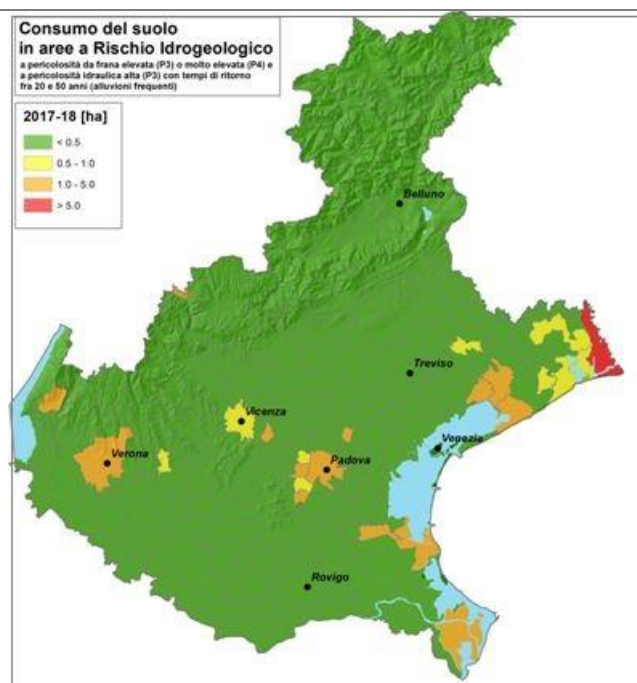 Consumo del suolo
in aree a Rischio Idrogeologico
a pericolosità da frana elevata (P3) o molto elevata (P4) e
a pericolosità idraulica alta (P3) con tempi di ritorno
fra 20 e 50 anni (alluvioni frequenti)
2017-18 [ha]
< 0.5
0.5 - 1.0
1.0 - 5.0
> 5.0
Belluno
Treviso
Vicenza
Venezia
Verona
Padova
Rovigo